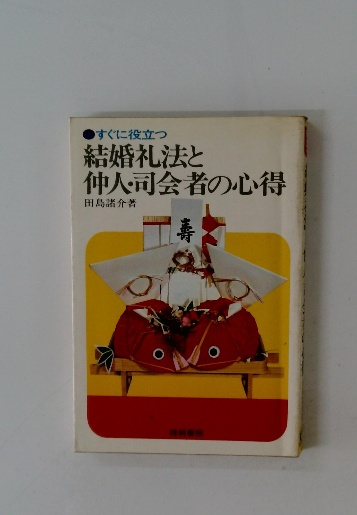 ●すぐに役立つ
結婚礼法と
仲人・司会者の心得
田島諸介著
寿